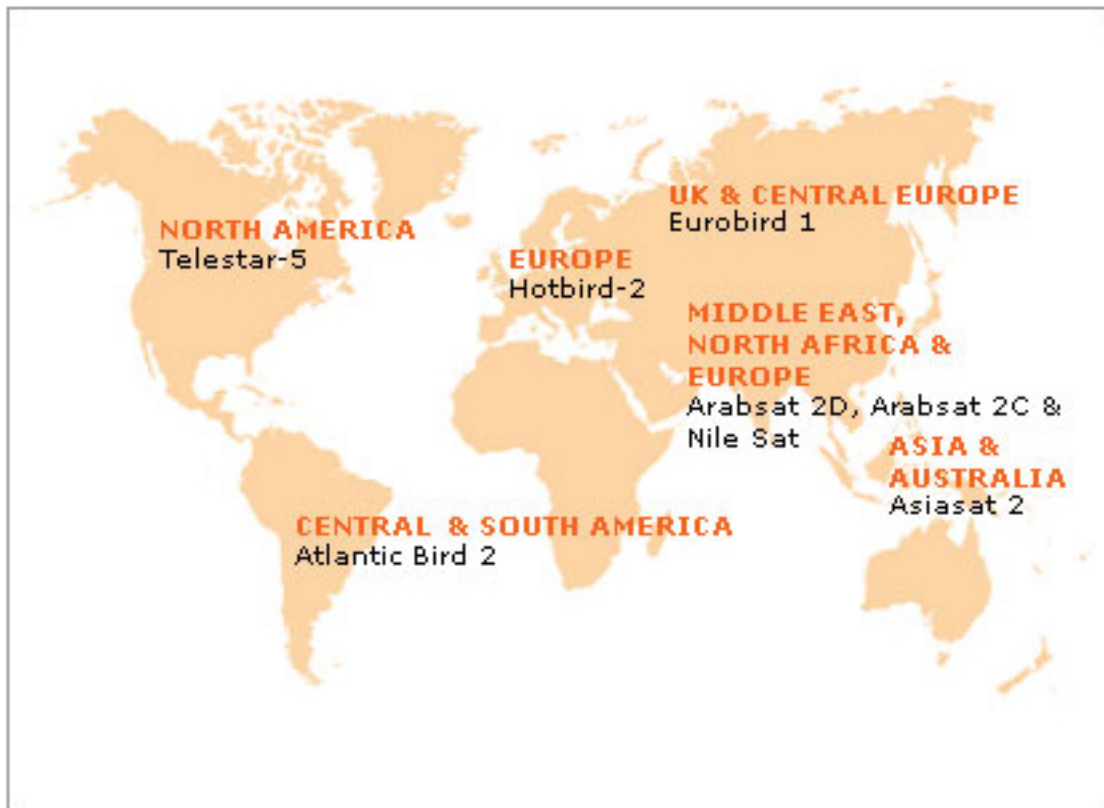 UK & CENTRAL EUROPE
Eurobird 1
NORTH AMERICA
Telestar-5
EUROPE
Hotbird-2
MIDDLE EAST,
NORTH AFRICA &
EUROPE
Arabsat 2D, Arabsat 2C &
Nile Sat
ASIA &
AUSTRALIA
Asiasat 2
CENTRAL & SOUTH AMERICA
Atlantic Bird 2